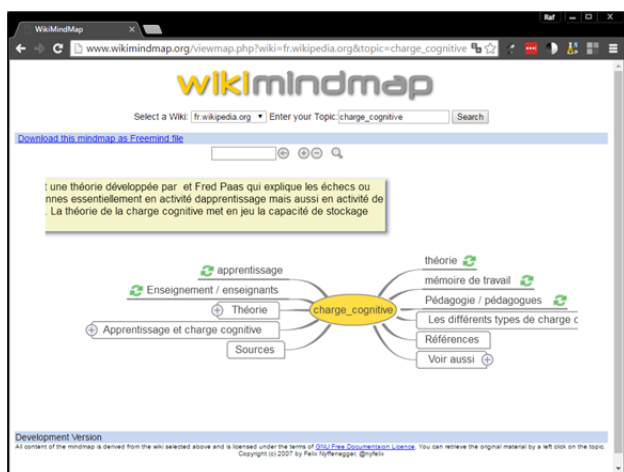 Raf
WikiMindMap
www.wikimindmap.org/viewmap.php?wiki=fr.wikipedia.org&topic=charge_cognitive
wikimindmap
Select a Wiki: fr.wikipedia.org Enter your Topic: charge_cognitive Search
Download this mindmap as Freemind file
t une théorie développée par et Fred Paas qui explique les échecs ou
nnes essentiellement en activité dapprentissage mais aussi en activité de
. La théorie de la charge cognitive met en jeu la capacité de stockage
apprentissage
Enseignement / enseignants
Théorie
Apprentissage et charge cognitive
Sources
charge_cognitive
théorie
mémoire de travail
Pédagogie / pédagogues
Les différents types de charge c
Références
Voir aussi
Development Version
All content of the mindmap is derived from the wiki selected above and is licensed under the terms of GNU Free Documentaion Licence. You can retrieve the original material by a left click on the topic.
Copyright (c) 2007 by Felix Nyffenegger, @nyfelix